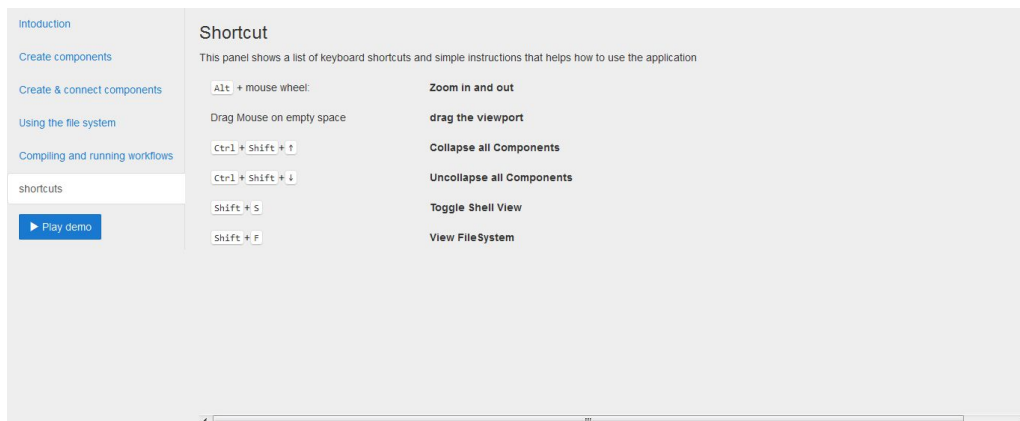 Intoduction
Create components
Create & connect components
Using the file system
Compiling and running workflows
shortcuts
▶ Play demo
Shortcut
This panel shows a list of keyboard shortcuts and simple instructions that helps how to use the application
Alt + mouse wheel: Zoom in and out
Drag Mouse on empty space drag the viewport
Ctrl + Shift + ↑ Collapse all Components
Ctrl + Shift + ↓ Uncollapse all Components
Shift + S Toggle Shell View
Shift + F View FileSystem